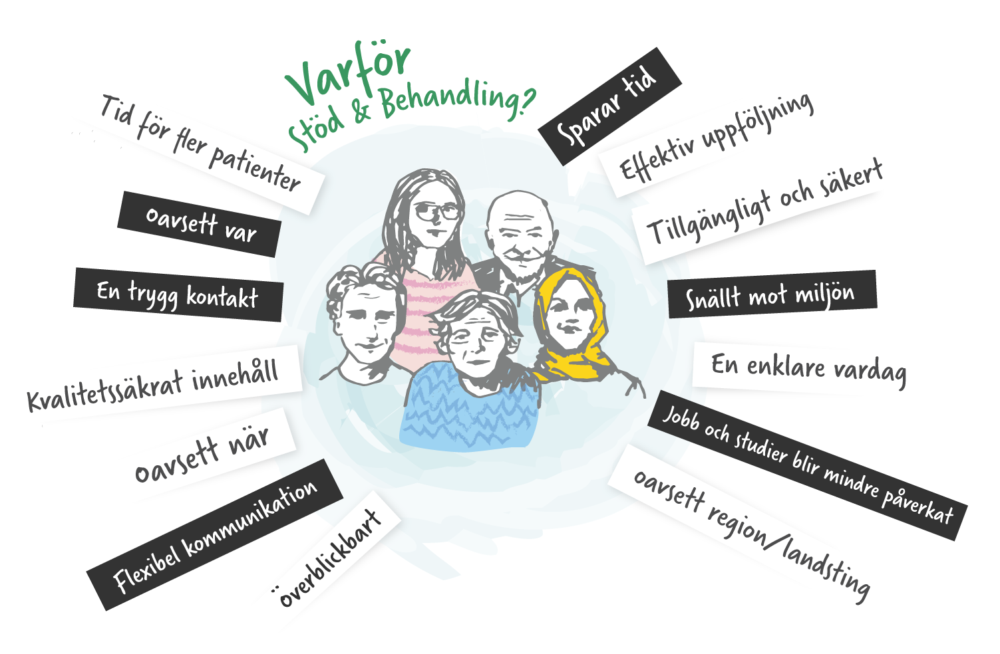 Varför
Stöd & Behandling?
Tid för fler patienter
oavsett var
En trygg kontakt
Kvalitetssäkrat innehåll
oavsett när
Flexibel kommunikation
överblickbart
Sparar tid
Effektiv uppföljning
Tillgängligt och säkert
Snällt mot miljön
En enklare vardag
Jobb och studier blir mindre påverkat
oavsett region/landsting